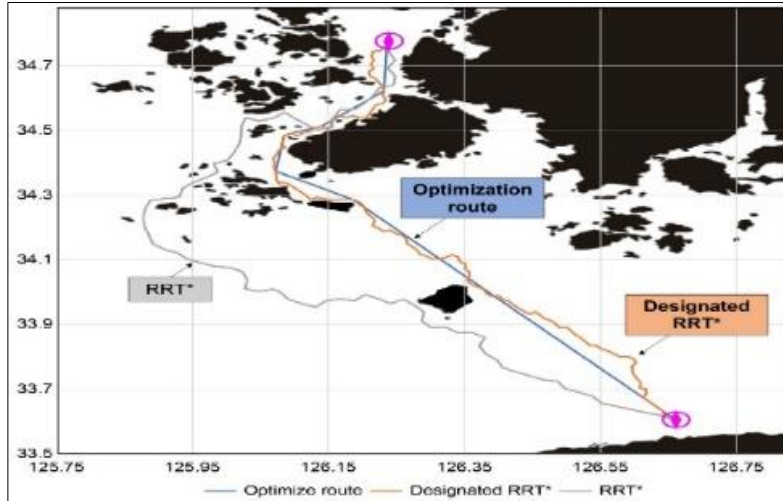 34.7
34.5
34.3
34.1
33.9
33.7
33.5
125.75 125.95 126.15 126.35 126.55 126.75
Optimization
route
RRT*
Designated
RRT*
Optimize route Designated RRT* RRT*